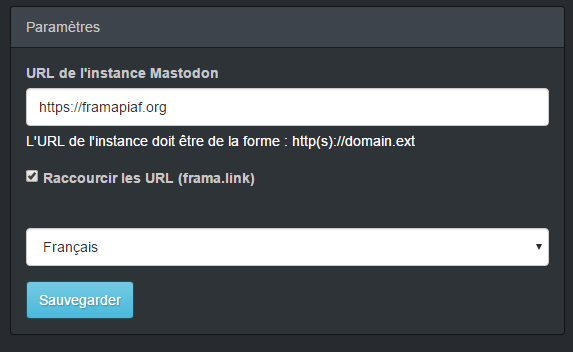 Paramètres
URL de l'instance Mastodon
https://framapiaf.org
L'URL de l'instance doit être de la forme : http(s)://domain.ext
Raccourcir les URL (frama.link)
Français
Sauvegarder